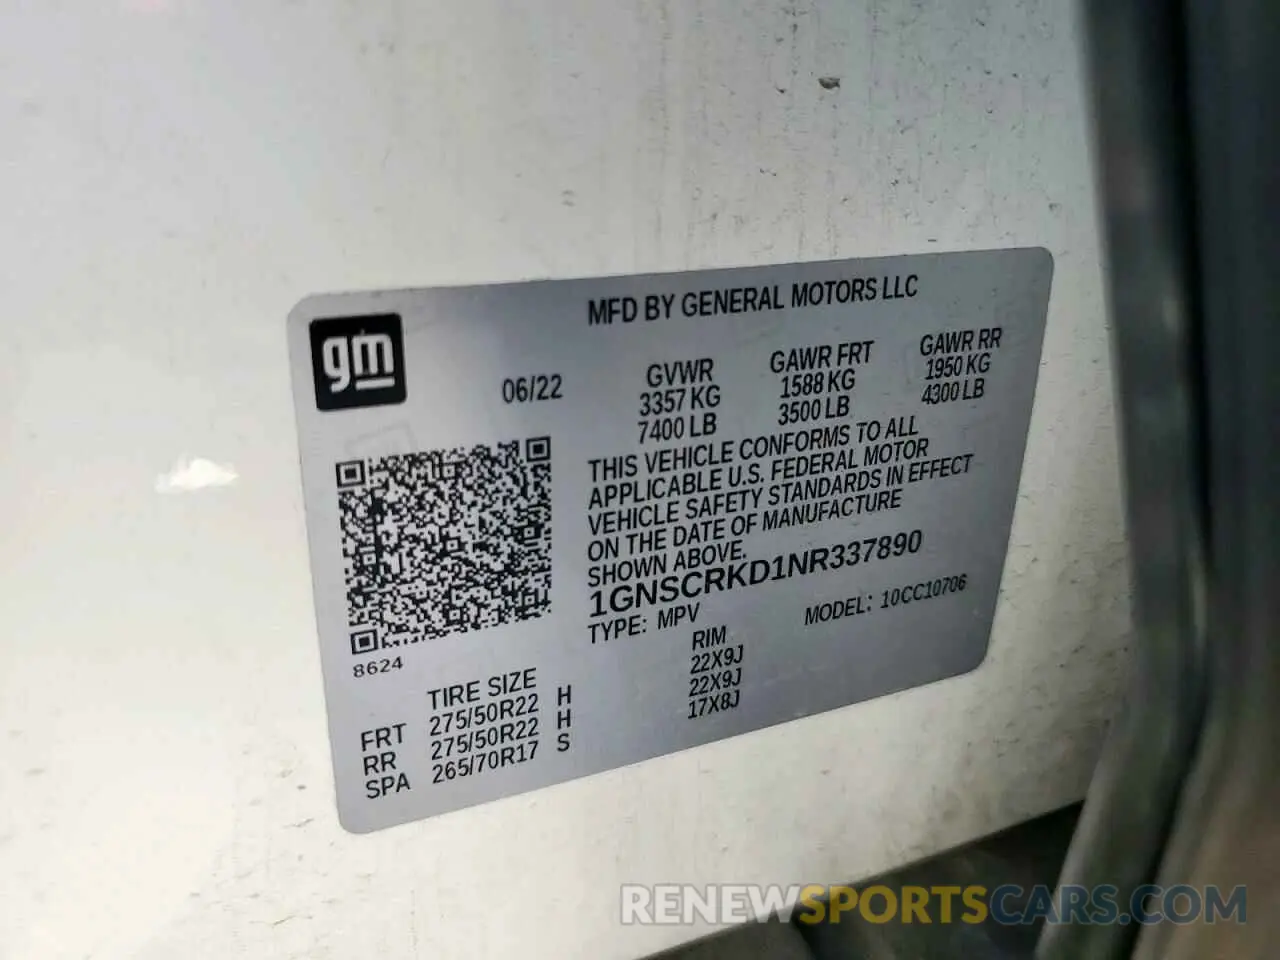 MFD BY GENERAL MOTORS LLC
gm
06/22
GVWR GAWR FRT GAWR RR
3357 KG 1588 KG 1950 KG
7400 LB 3500 LB 4300 LB
THIS VEHICLE CONFORMS TO ALL
APPLICABLE U.S. FEDERAL MOTOR
VEHICLE SAFETY STANDARDS IN EFFECT
ON THE DATE OF MANUFACTURE
SHOWN ABOVE.
1GNSCRKD1NR337890
TYPE: MPV MODEL: 10CC10706
8624
TIRE SIZE RIM
FRT 275/50R22 H 22X9J
RR 275/50R22 H 22X9J
SPA 265/70R17 S 17X8J
RENEWSPORTSCARS.COM